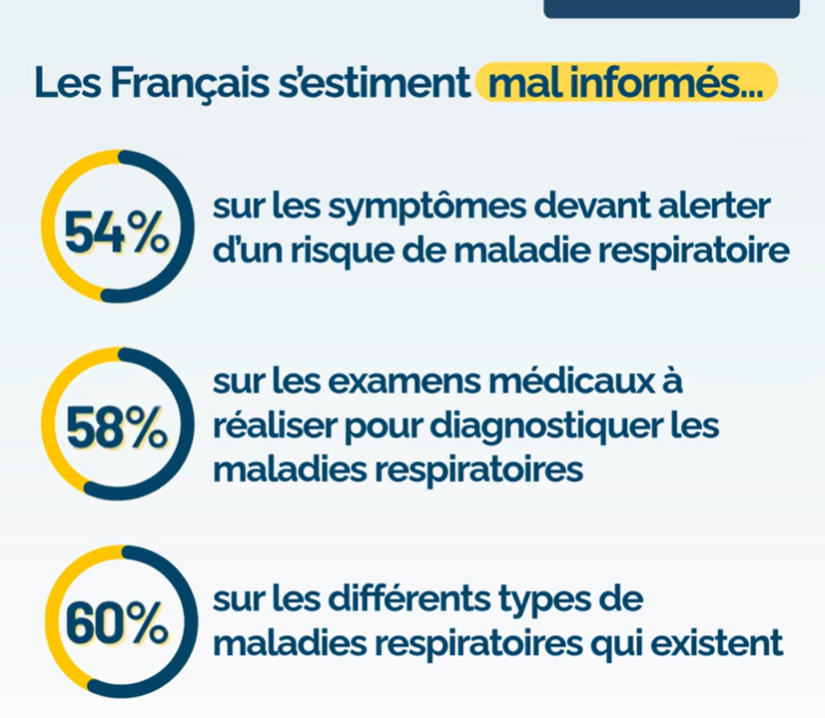 Les Français s’estiment mal informés...
54%
sur les symptômes devant alerter
d’un risque de maladie respiratoire
58%
sur les examens médicaux à
réaliser pour diagnostiquer les
maladies respiratoires
60%
sur les différents types de
maladies respiratoires qui existent